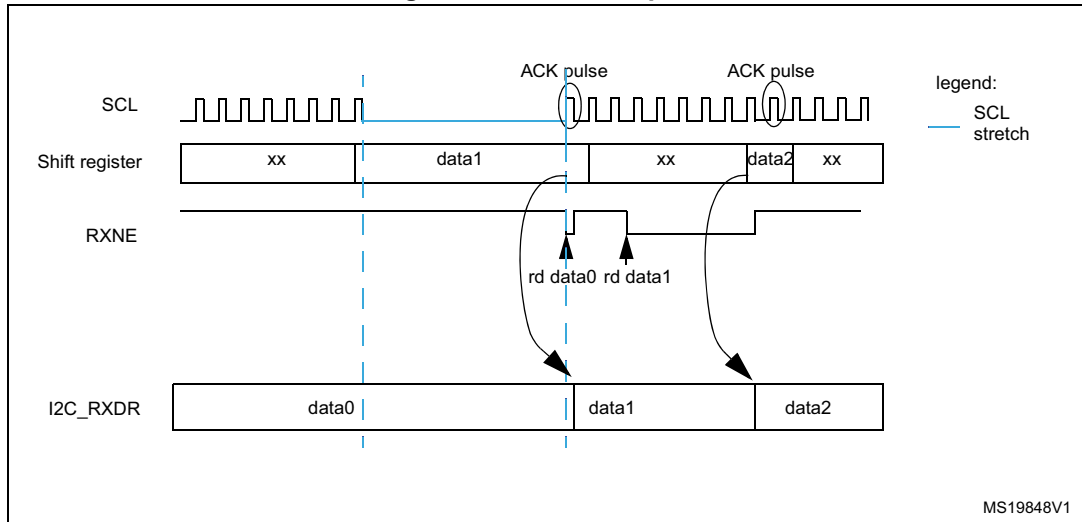 ACK pulse ACK pulse
legend:
SCL
SCL
stretch
Shift register xx data1 xx data2 xx
RXNE
rd data0 rd data1
I2C_RXDR data0 data1 data2
MS19848V1